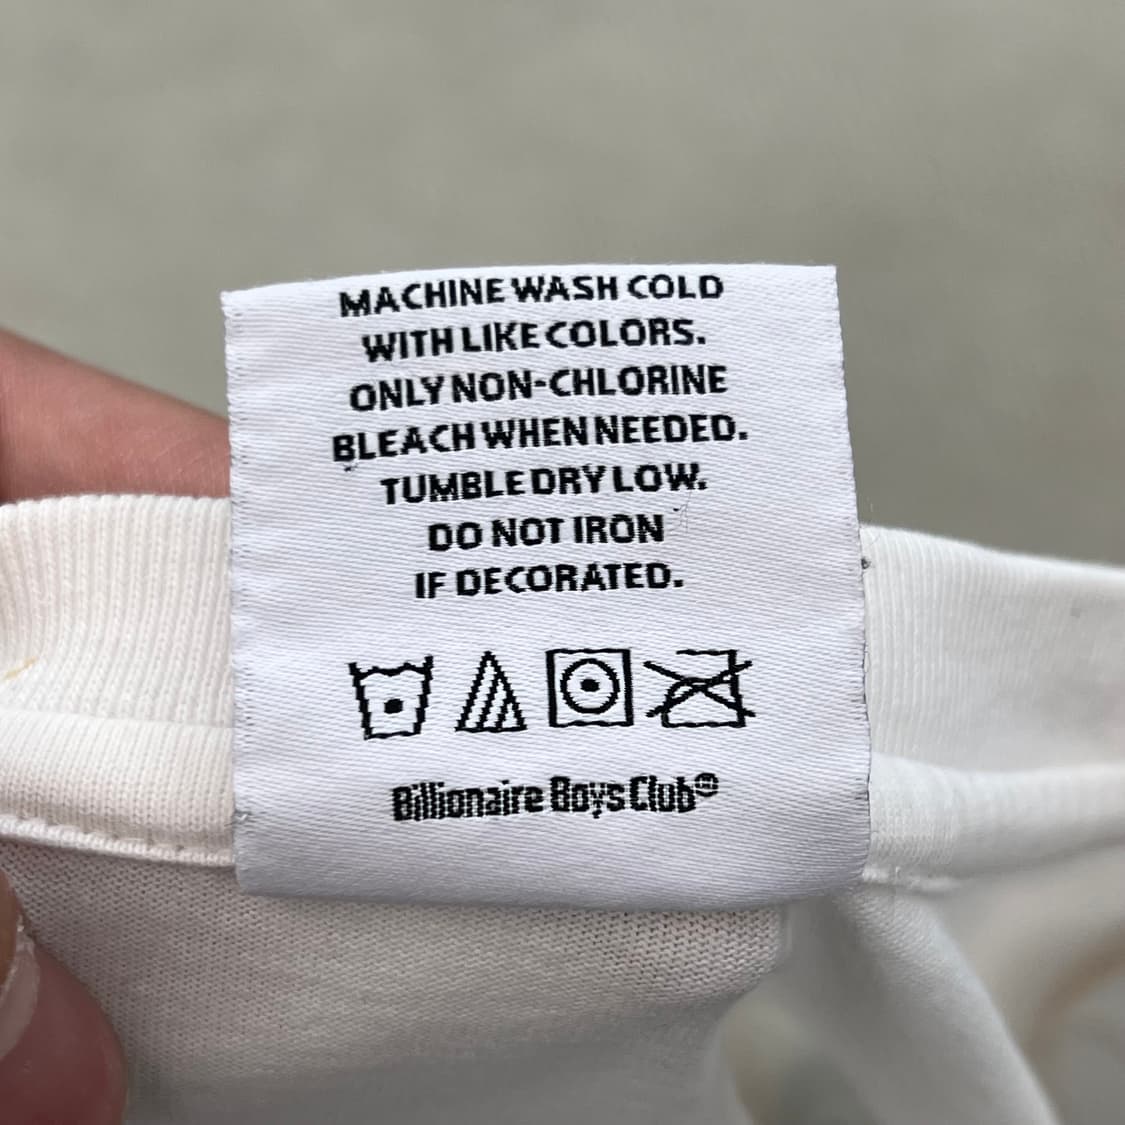 MACHINE WASH COLD
WITH LIKE COLORS.
ONLY NON-CHLORINE
BLEACH WHEN NEEDED.
TUMBLE DRY LOW.
DO NOT IRON
IF DECORATED.
Billionaire Boys Club